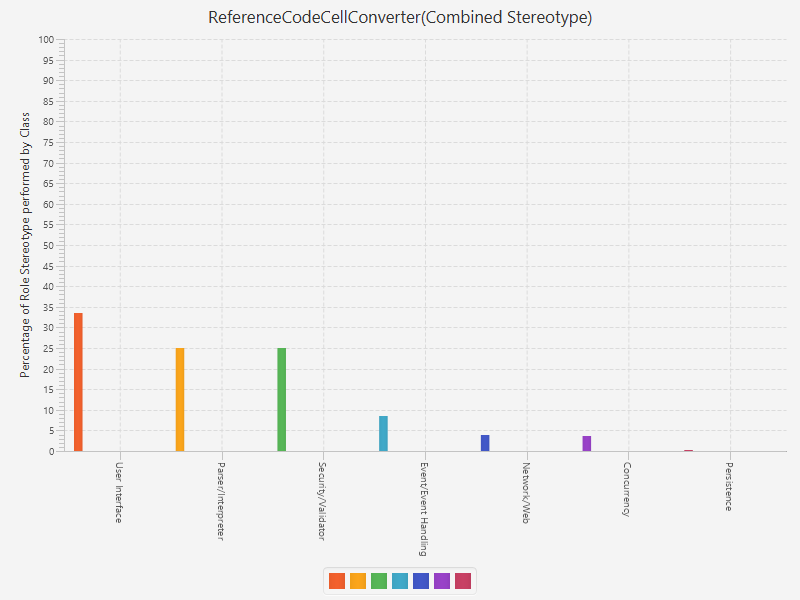 ReferenceCodeCellConverter(Combined Stereotype)
Percentage of Role Stereotype performed by Class
100
95
90
85
80
75
70
65
60
55
50
45
40
35
30
25
20
15
10
5
0
User Interface
Parser/Interpreter
Security/Validator
Event/Event Handling
Network/Web
Concurrency
Persistence